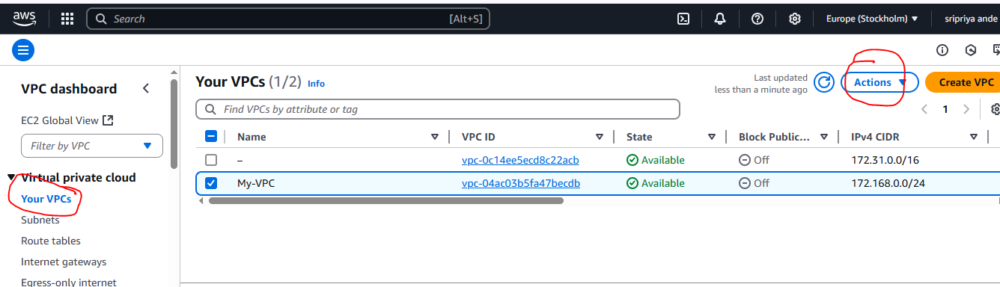 aws Search [Alt+S] Europe (Stockholm) sripriya ande
VPC dashboard
EC2 Global View
Filter by VPC
Virtual private cloud
Your VPCs
Subnets
Route tables
Internet gateways
Egress-only internet
Your VPCs (1/2) Info
Last updated
less than a minute ago
Actions
Create VPC
Find VPCs by attribute or tag
1
Name VPC ID State Block Public... IPv4 CIDR
– vpc-0c14ee5ecd8c22acb Available Off 172.31.0.0/16
My-VPC vpc-04ac03b5fa47becdb Available Off 172.168.0.0/24